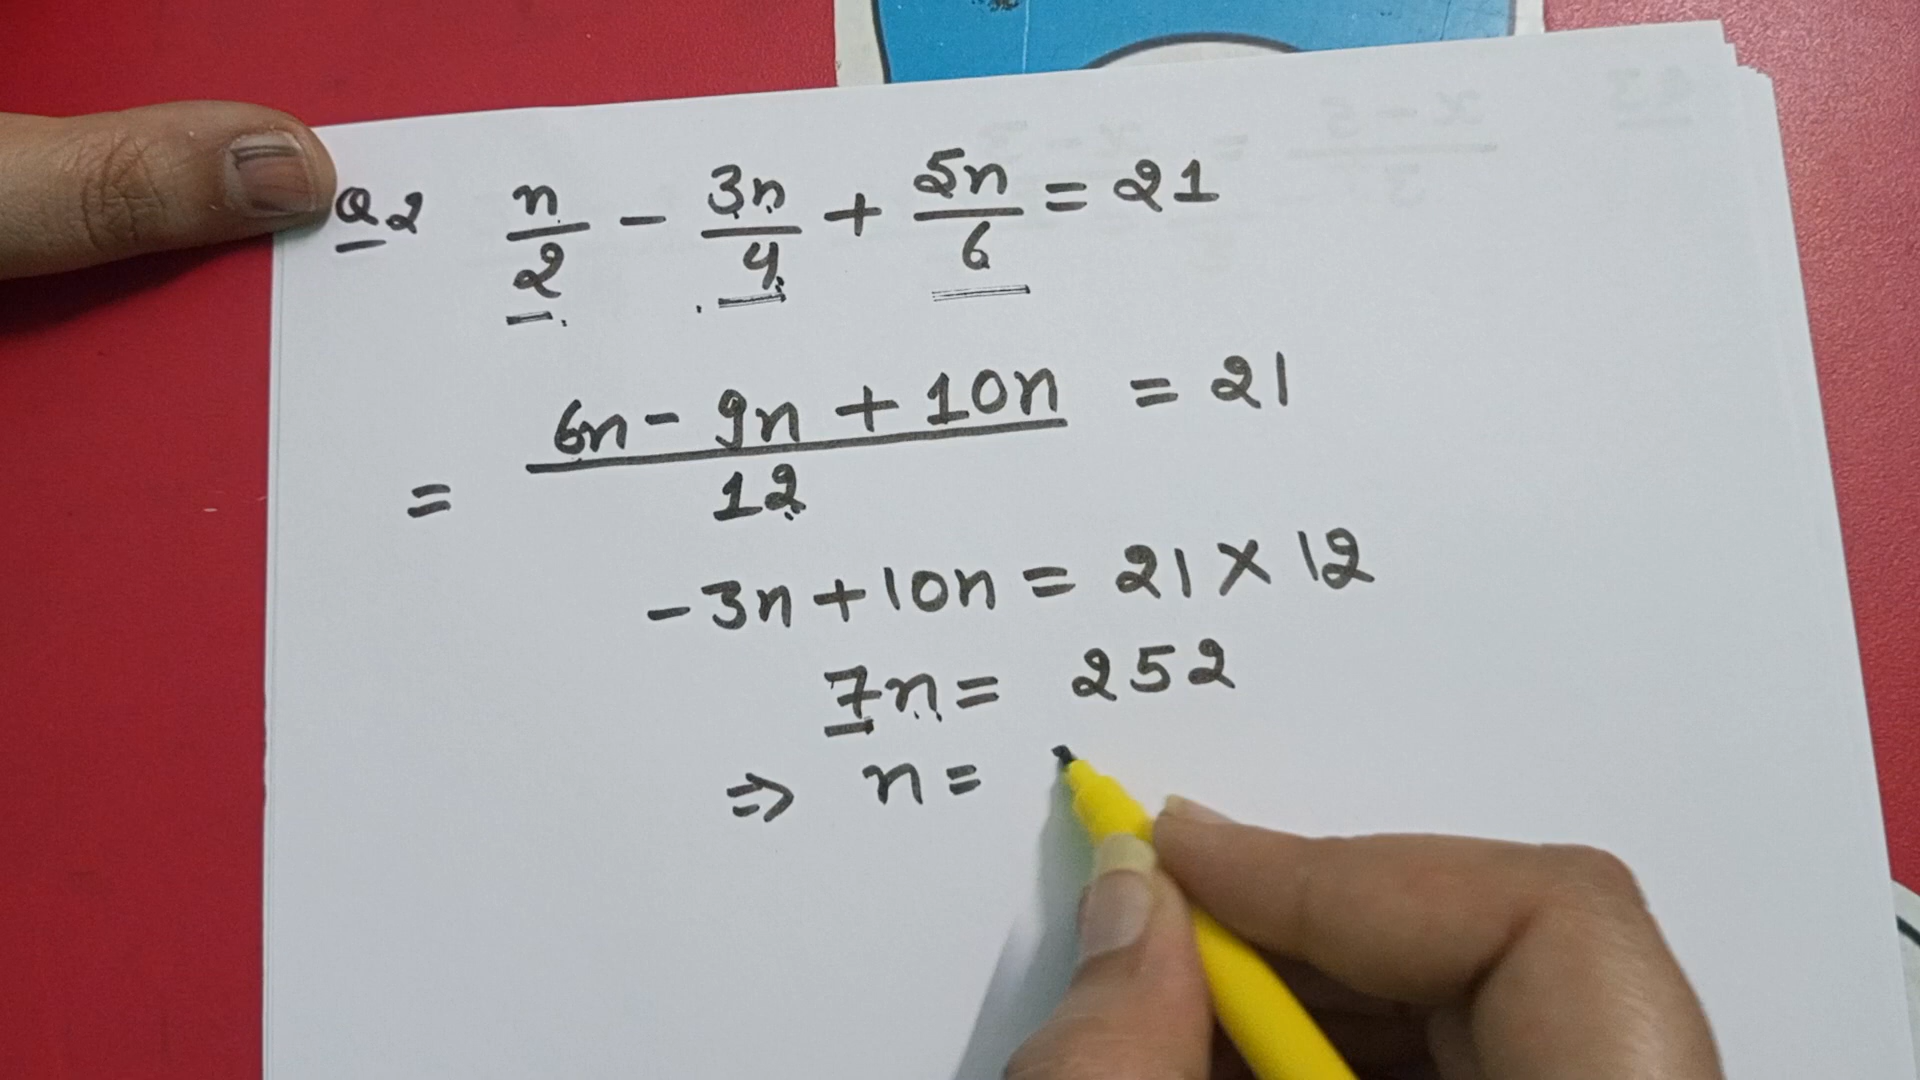 Q2 n/2 - 3n/4 + 5n/6 = 21
= 6n - 9n + 10n / 12 = 21
-3n + 10n = 21 × 12
7n = 252
⇒ n =